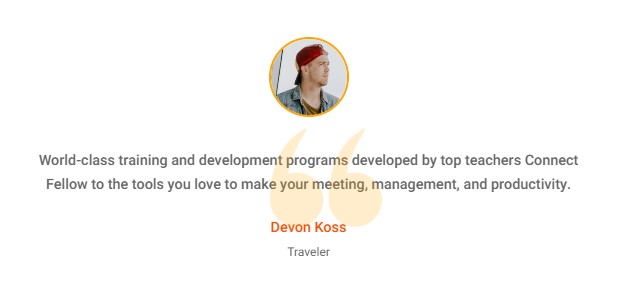 World-class training and development programs developed by top teachers Connect
Fellow to the tools you love to make your meeting, management, and productivity.
Devon Koss
Traveler